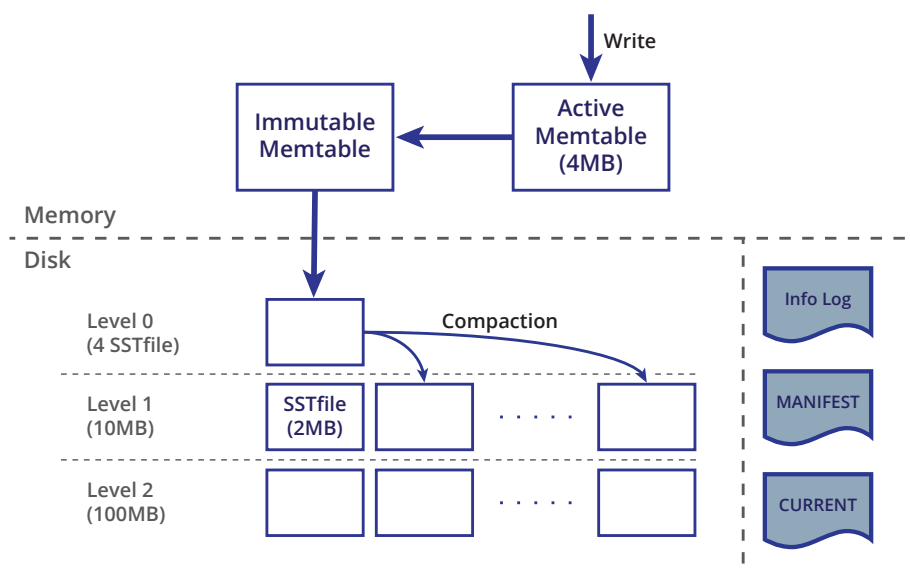 Write
Immutable
Memtable
Active
Memtable
(4MB)
Memory
Disk
Level 0
(4 SSTfile)
Compaction
Info Log
Level 1
(10MB)
SSTfile
(2MB)
MANIFEST
Level 2
(100MB)
CURRENT